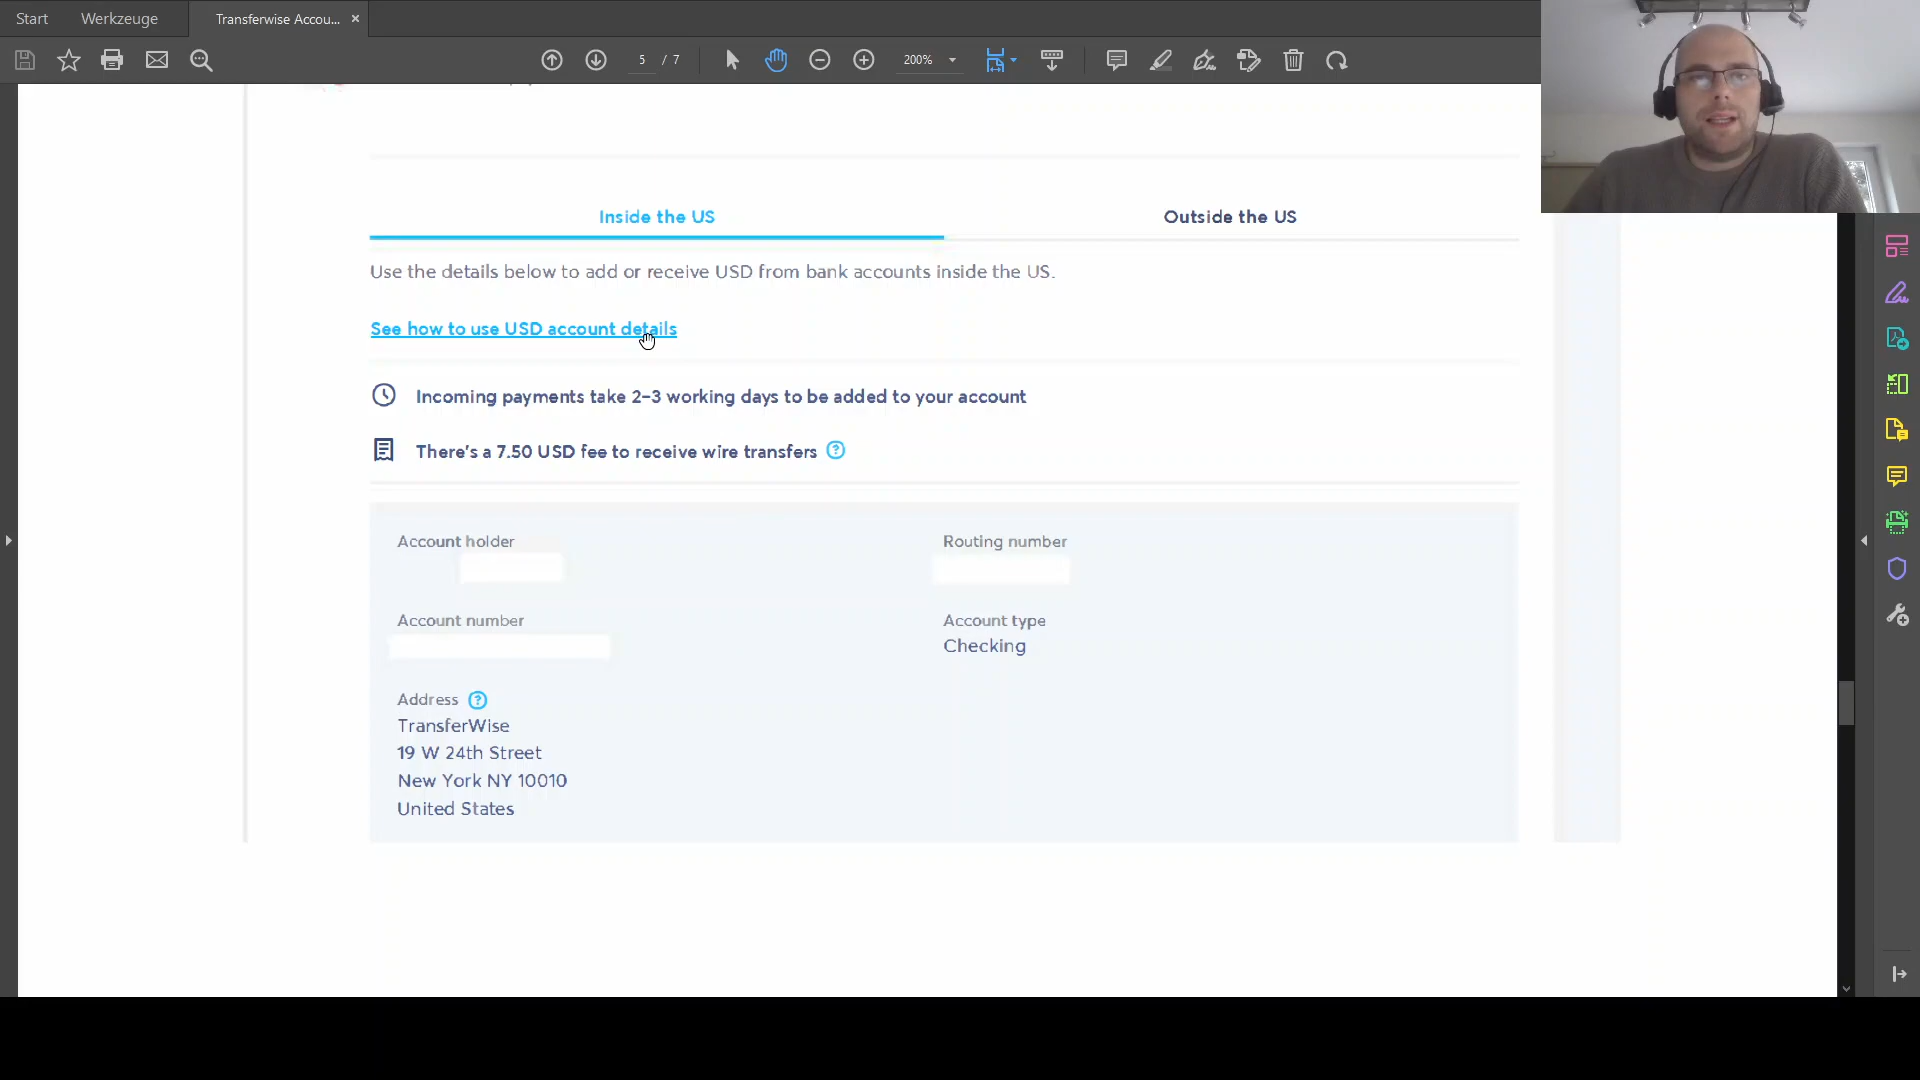 Start
Werkzeuge
Transferwise Accou...
5 / 7
200%
Inside the US
Outside the US
Use the details below to add or receive USD from bank accounts inside the US.
See how to use USD account details
Incoming payments take 2-3 working days to be added to your account
There's a 7.50 USD fee to receive wire transfers
Account holder
Routing number
Account number
Account type
Checking
Address
TransferWise
19 W 24th Street
New York NY 10010
United States